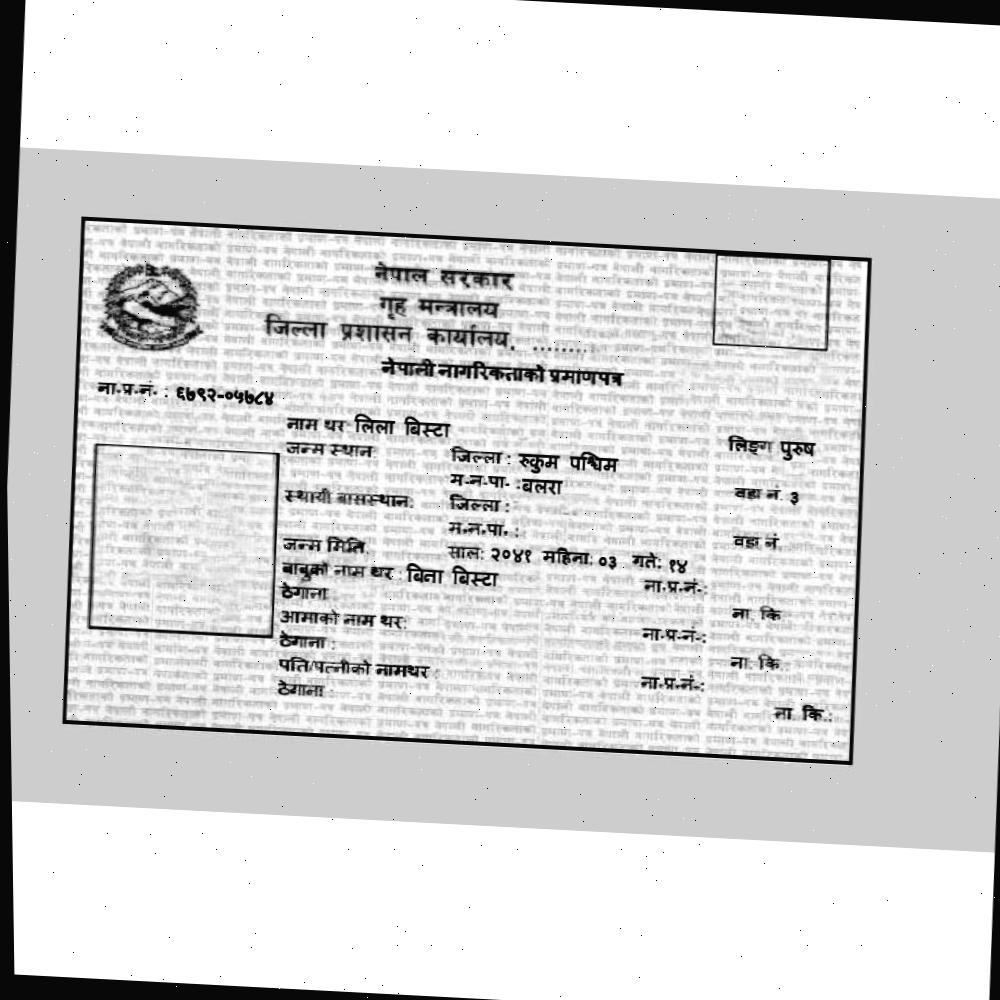 नेपाल सरकार
गृह मन्त्रालय
जिल्ला प्रशासन कार्यालय, ........
नेपाली नागरिकताको प्रमाणपत्र
ना.प्र.नं. : ६७९२-०५७८४
नाम थर: लिला बिस्टा लिङ्ग पुरुष
जन्म स्थान: जिल्ला : रुकुम पश्चिम
म.न.पा. : बलरा वडा नं. ३
स्थायी बासस्थान: जिल्ला :
म.न.पा. : वडा नं.
जन्म मिति: साल: २०४१ महिना: ०३ गते: १४
बाबुको नाम थर : बिना बिस्टा ना.प्र.नं.:
ठेगाना: ना. कि.
आमाको नाम थर: ना.प्र.नं.:
ठेगाना : ना. कि.:
पति/पत्नीको नामथर : ना.प्र.नं.:
ठेगाना : ना. कि.: